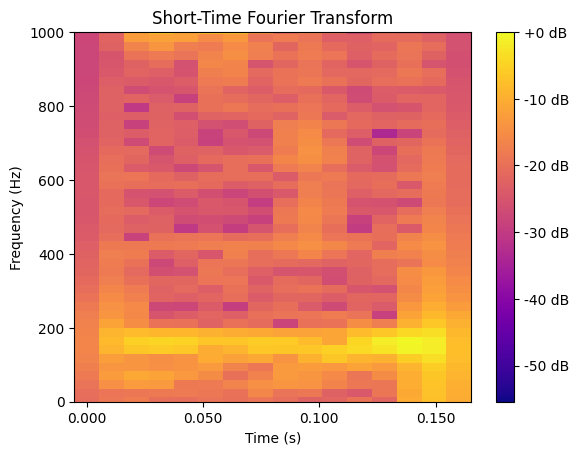 Short-Time Fourier Transform
1000
800
600
400
200
0
Frequency (Hz)
0.000
0.050
0.100
0.150
Time (s)
+0 dB
-10 dB
-20 dB
-30 dB
-40 dB
-50 dB